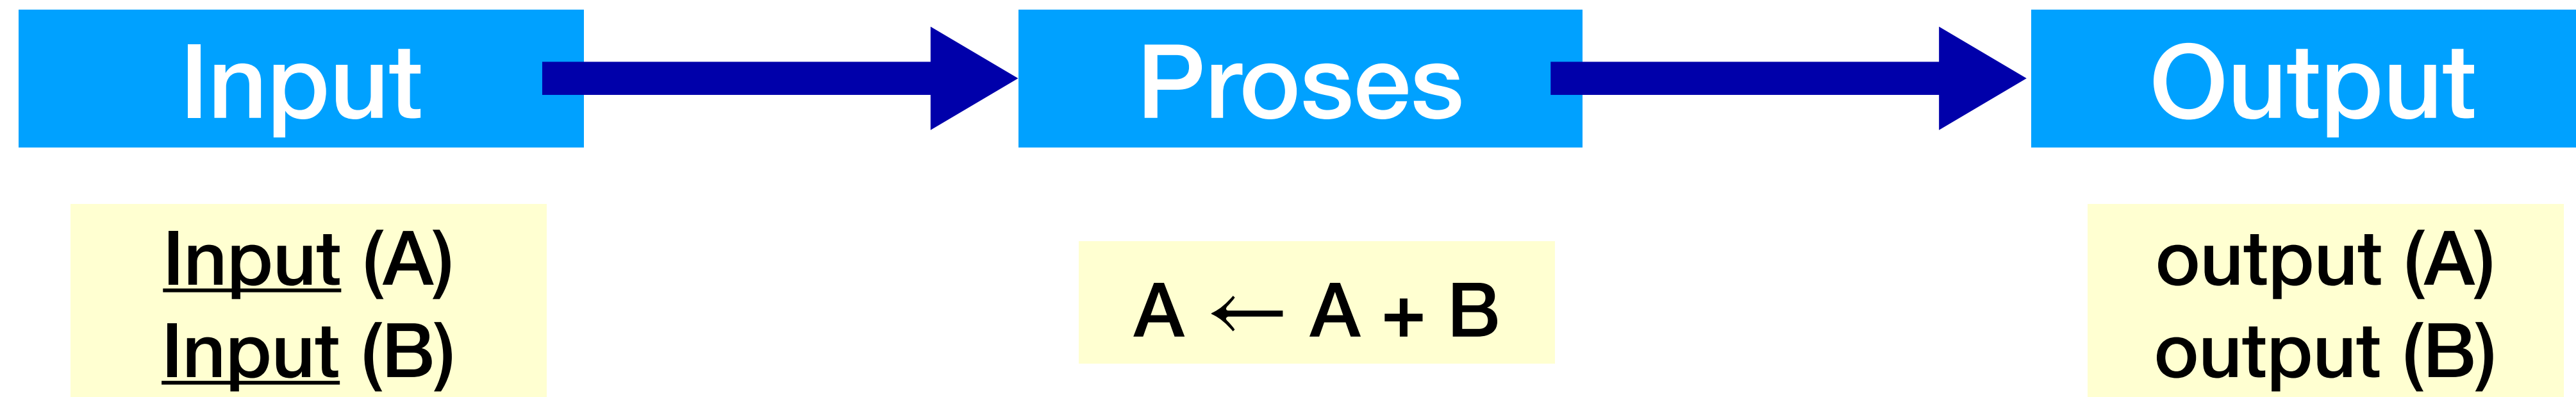 Input
Proses
Output
Input (A)
Input (B)
A ← A + B
output (A)
output (B)